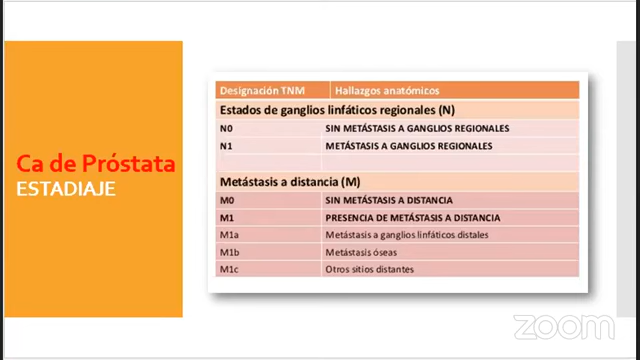 Ca de Próstata
ESTADIAJE
Designación TNM Hallazgos anatómicos
Estados de ganglios linfáticos regionales (N)
N0 SIN METÁSTASIS A GANGLIOS REGIONALES
N1 METÁSTASIS A GANGLIOS REGIONALES
Metástasis a distancia (M)
M0 SIN METÁSTASIS A DISTANCIA
M1 PRESENCIA DE METÁSTASIS A DISTANCIA
M1a Metástasis a ganglios linfáticos distales
M1b Metástasis óseas
M1c Otros sitios distantes
zoom